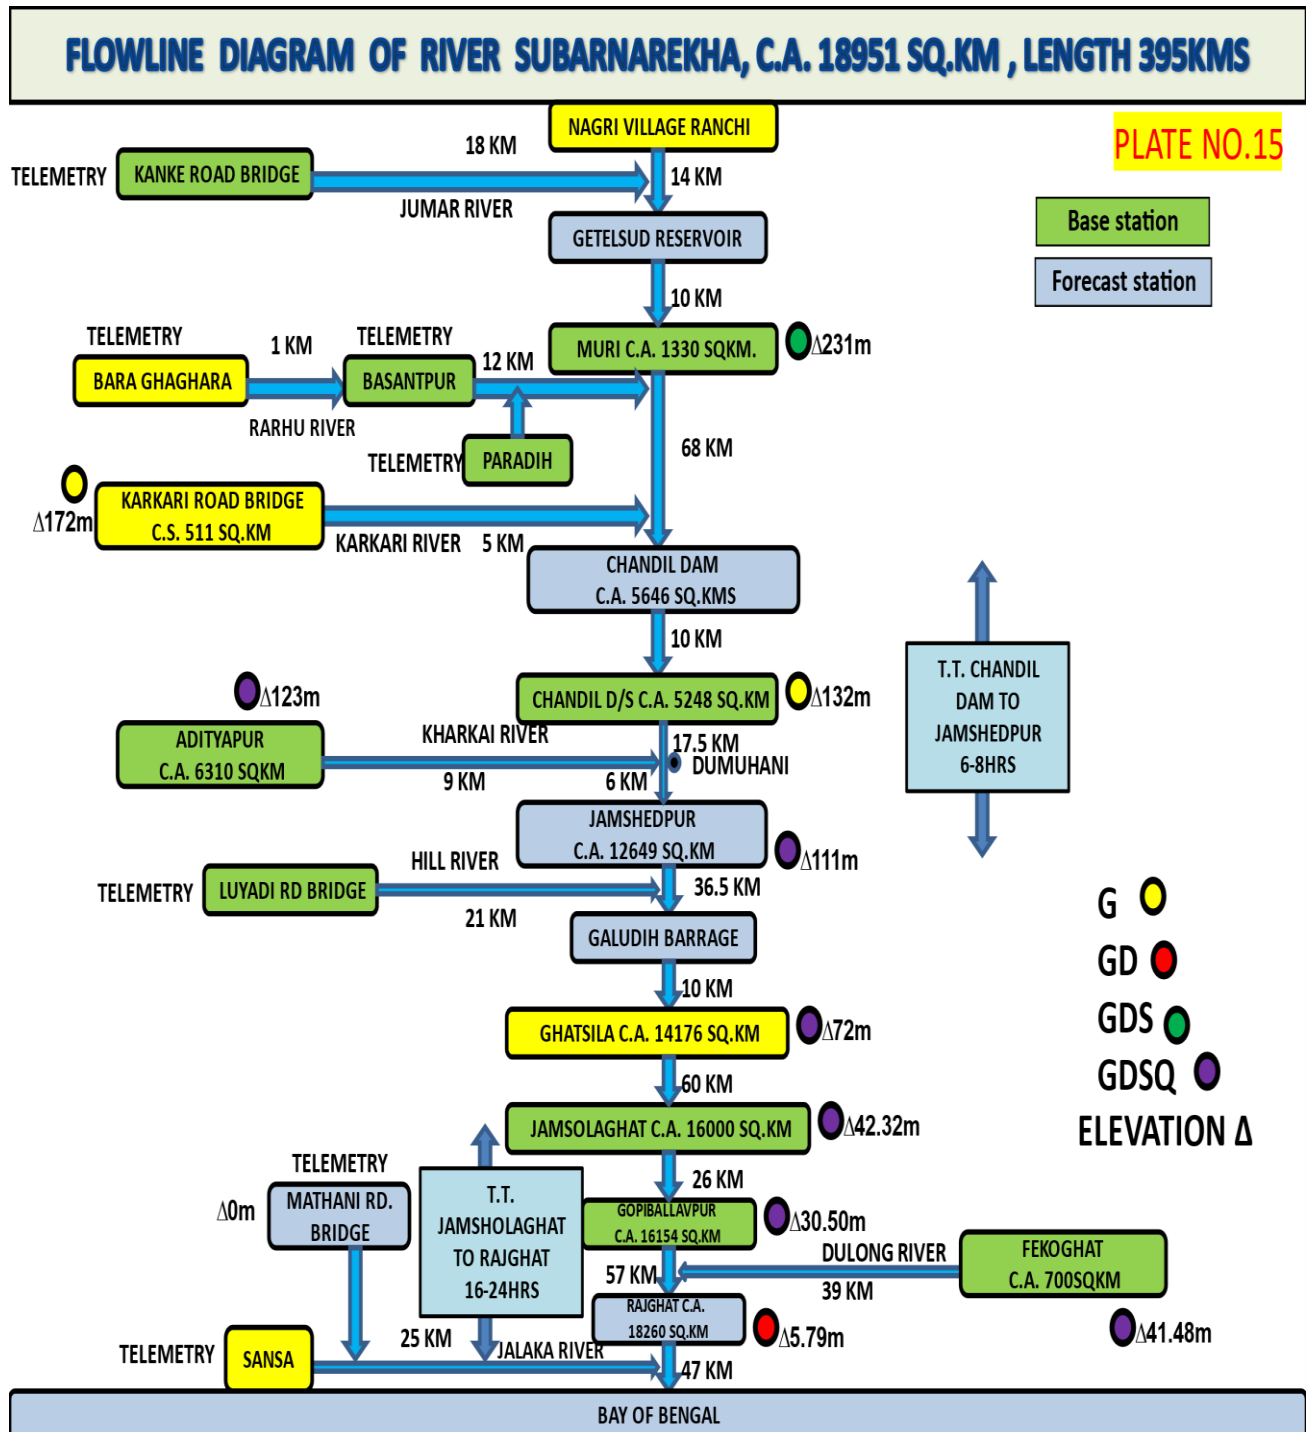 FLOWLINE DIAGRAM OF RIVER SUBARNAREKHA, C.A. 18951 SQ.KM , LENGTH 395KMS
PLATE NO.15
NAGRI VILLAGE RANCHI
18 KM
TELEMETRY
KANKE ROAD BRIDGE
14 KM
JUMAR RIVER
Base station
GETELSUD RESERVOIR
Forecast station
10 KM
TELEMETRY
1 KM
TELEMETRY
12 KM
MURI C.A. 1330 SQKM.
Δ231m
BARA GHAGHARA
BASANTPUR
RARHU RIVER
68 KM
TELEMETRY
PARADIH
Δ172m
KARKARI ROAD BRIDGE
C.S. 511 SQ.KM
KARKARI RIVER
5 KM
CHANDIL DAM
C.A. 5646 SQ.KMS
10 KM
T.T. CHANDIL
DAM TO
JAMSHEDPUR
6-8HRS
Δ123m
CHANDIL D/S C.A. 5248 SQ.KM
Δ132m
ADITYAPUR
C.A. 6310 SQKM
KHARKAI RIVER
17.5 KM
DUMUHANI
9 KM
6 KM
JAMSHEDPUR
C.A. 12649 SQ.KM
Δ111m
HILL RIVER
TELEMETRY
LUYADI RD BRIDGE
36.5 KM
21 KM
GALUDIH BARRAGE
G
GD
GDS
GDSQ
ELEVATION Δ
10 KM
GHATSILA C.A. 14176 SQ.KM
Δ72m
60 KM
JAMSOLAGHAT C.A. 16000 SQ.KM
Δ42.32m
TELEMETRY
26 KM
Δ0m
MATHANI RD.
BRIDGE
T.T.
JAMSHOLAGHAT
TO RAJGHAT
16-24HRS
GOPIBALLAVPUR
C.A. 16154 SQ.KM
Δ30.50m
DULONG RIVER
FEKOGHAT
C.A. 700SQKM
57 KM
39 KM
RAJGHAT C.A.
18260 SQ.KM
Δ5.79m
Δ41.48m
TELEMETRY
SANSA
25 KM
JALAKA RIVER
47 KM
BAY OF BENGAL